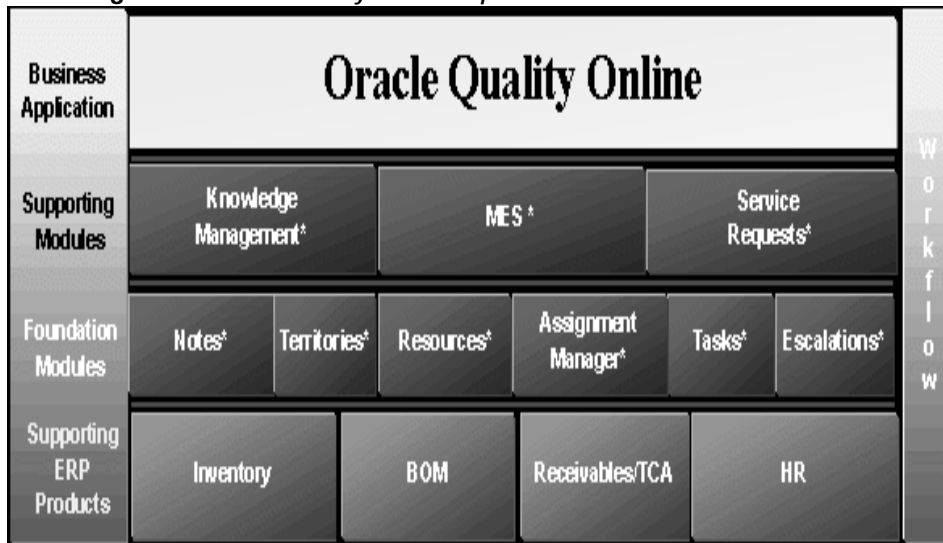 Business
Application
Oracle Quality Online
Supporting
Modules
Knowledge
Management*
MES *
Service
Requests*
Foundation
Modules
Notes*
Territories*
Resources*
Assignment
Manager*
Tasks*
Escalations*
Supporting
ERP
Products
Inventory
BOM
Receivables/TCA
HR
Workflow